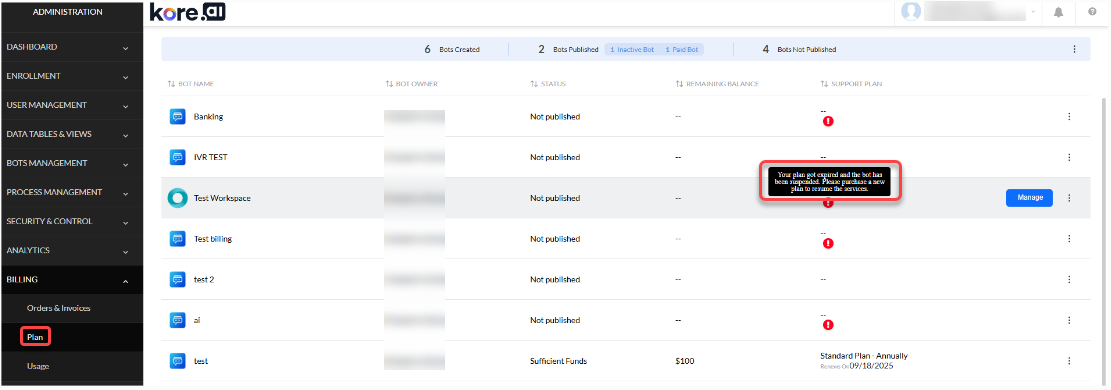 ADMINISTRATION
kore.ai
DASHBOARD
ENROLLMENT
USER MANAGEMENT
DATA TABLES & VIEWS
BOTS MANAGEMENT
PROCESS MANAGEMENT
SECURITY & CONTROL
ANALYTICS
BILLING
Orders & Invoices
Plan
Usage
6 Bots Created 2 Bots Published 1 Inactive Bot 1 Paid Bot 4 Bots Not Published
BOT NAME BOT OWNER STATUS REMAINING BALANCE SUPPORT PLAN
Banking Not published -- --
IVR TEST Not published -- --
Your plan got expired and the bot has
been suspended. Please purchase a new
plan to resume the services.
Test Workspace Not published -- Manage
Test billing Not published -- --
test 2 Not published -- --
ai Not published -- --
test Sufficient Funds $100 Standard Plan - Annually
Renews On 09/18/2025